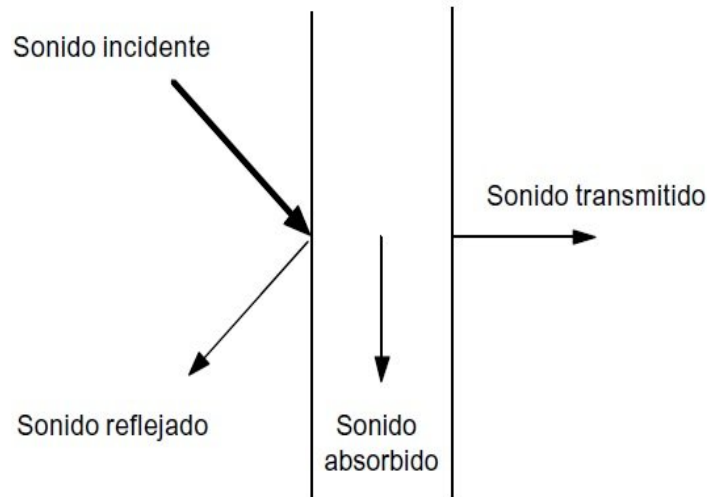 Sonido incidente
Sonido transmitido
Sonido reflejado
Sonido
absorbido